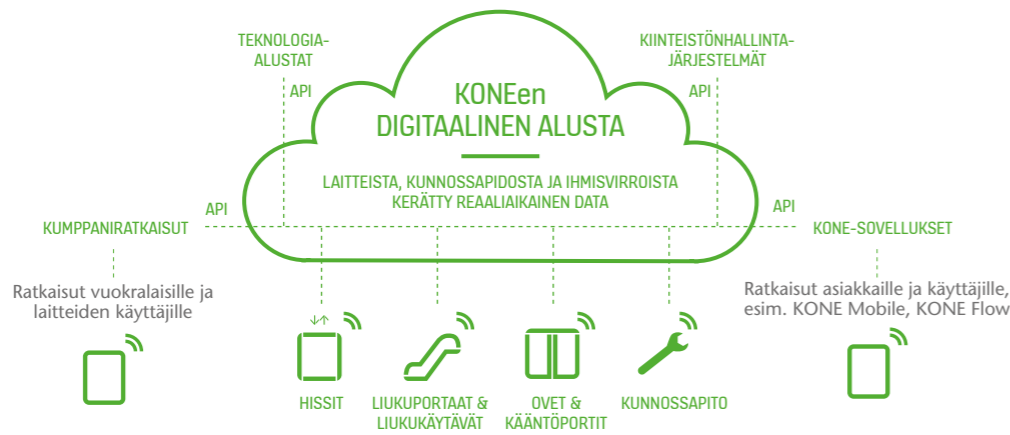 TEKNOLOGIA-
ALUSTAT
KIINTEISTÖNHALLINTA-
JÄRJESTELMÄT
API
API
KONEen
DIGITAALINEN ALUSTA
LAITTEISTA, KUNNOSSAPIDOSTA JA IHMISVIRROISTA
KERÄTTY REAALIAIKAINEN DATA
API
API
KUMPPANIRATKAISUT
KONE-SOVELLUKSET
Ratkaisut vuokralaisille ja
laitteiden käyttäjille
Ratkaisut asiakkaille ja käyttäjille,
esim. KONE Mobile, KONE Flow
HISSIT
LIUKUPORTAAT &
LIUKUKÄYTÄVÄT
OVET &
KÄÄNTÖPORTIT
KUNNOSSAPITO